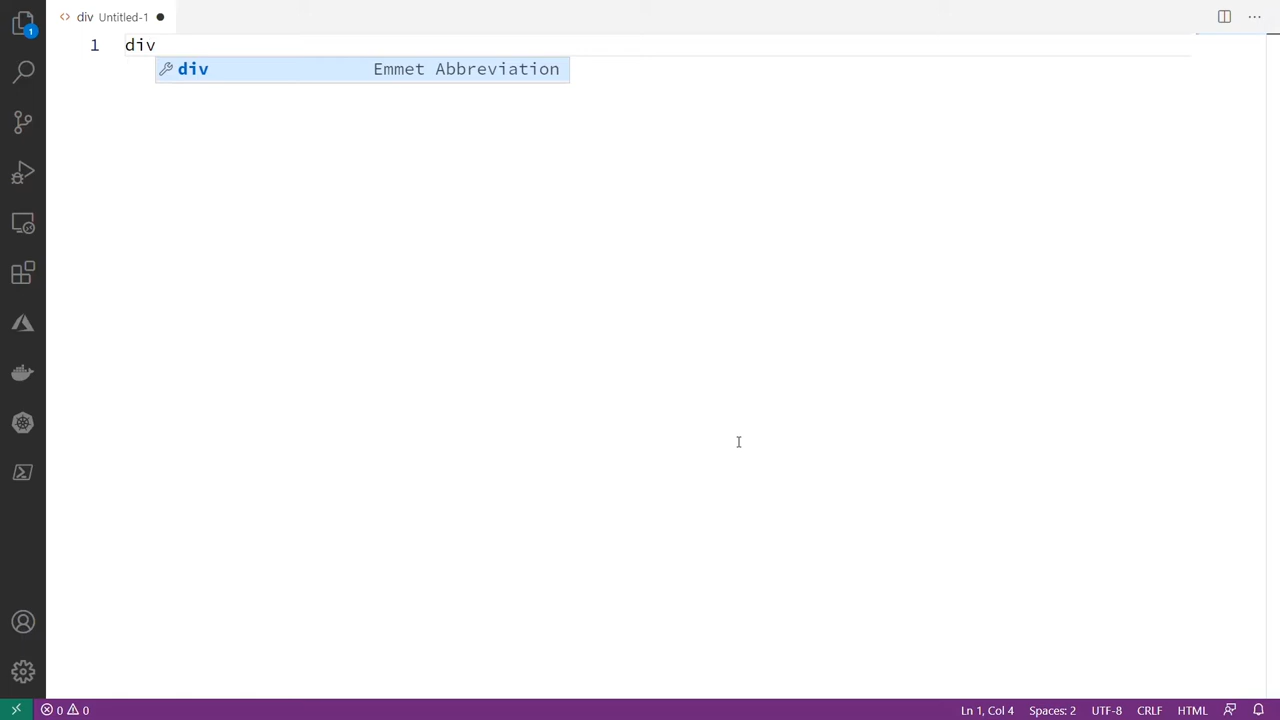 1
div Untitled-1
1 div
div Emmet Abbreviation
0 0 Ln 1, Col 4 Spaces: 2 UTF-8 CRLF HTML